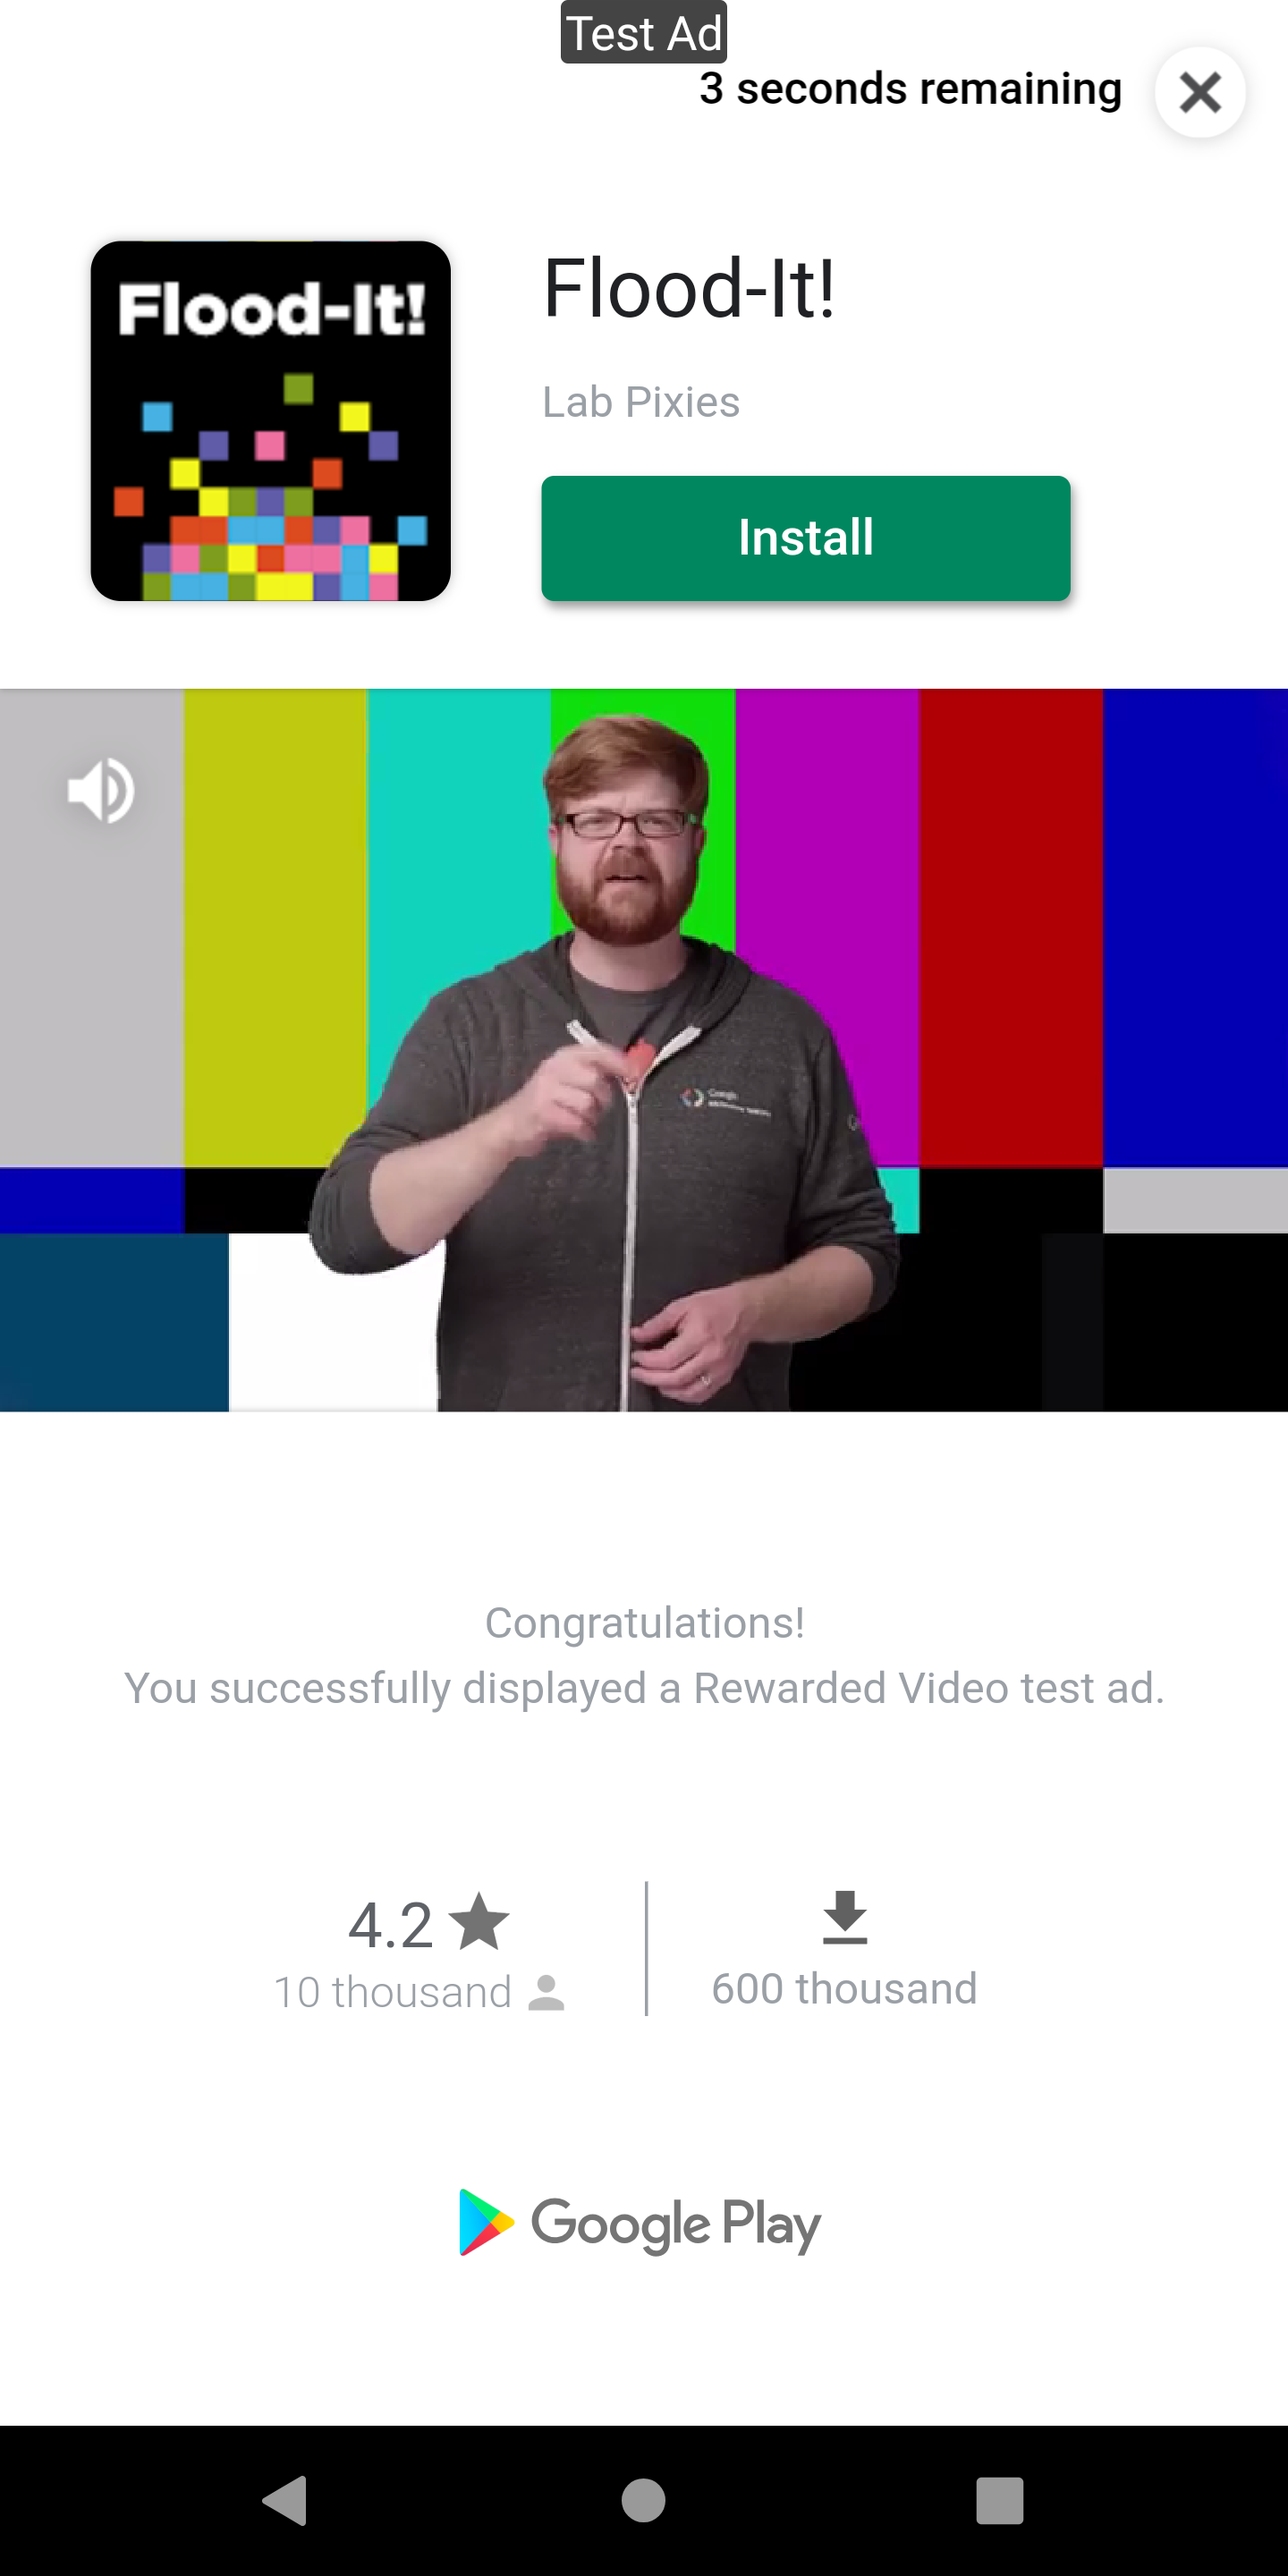 Test Ad
3 seconds remaining
Flood-It!
Flood-It!
Lab Pixies
Install
Google
Congratulations!
You successfully displayed a Rewarded Video test ad.
4.2
10 thousand
600 thousand
Google Play